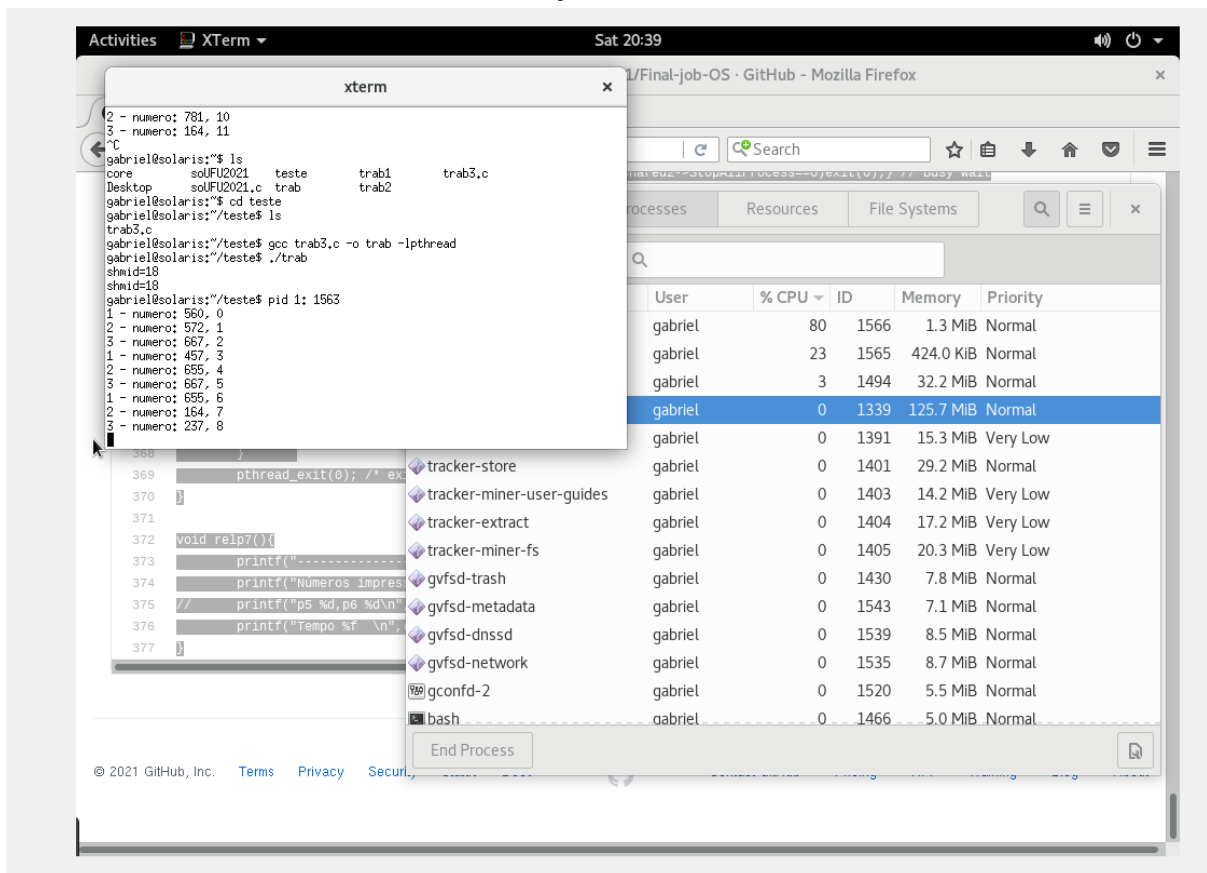 Activities XTerm Sat 20:39
1/Final-job-OS · GitHub - Mozilla Firefox ×
xterm ×
2 - numero: 781, 10
3 - numero: 164, 11
^C
gabriel@solaris:~$ ls
core soUFU2021 teste trab1 trab3.c
Desktop soUFU2021.c trab trab2
gabriel@solaris:~$ cd teste
gabriel@solaris:~/teste$ ls
trab3.c
gabriel@solaris:~/teste$ gcc trab3.c -o trab -lpthread
gabriel@solaris:~/teste$ ./trab
shmid=18
shmid=18
gabriel@solaris:~/teste$ pid 1: 1563
1 - numero: 560, 0
2 - numero: 572, 1
3 - numero: 667, 2
1 - numero: 457, 3
2 - numero: 655, 4
3 - numero: 667, 5
1 - numero: 655, 6
2 - numero: 164, 7
3 - numero: 237, 8
Search
rocesses Resources File Systems ×
User % CPU ID Memory Priority
gabriel 80 1566 1.3 MiB Normal
gabriel 23 1565 424.0 KiB Normal
gabriel 3 1494 32.2 MiB Normal
gabriel 0 1339 125.7 MiB Normal
gabriel 0 1391 15.3 MiB Very Low
tracker-store gabriel 0 1401 29.2 MiB Normal
tracker-miner-user-guides gabriel 0 1403 14.2 MiB Very Low
tracker-extract gabriel 0 1404 17.2 MiB Very Low
tracker-miner-fs gabriel 0 1405 20.3 MiB Very Low
gvfsd-trash gabriel 0 1430 7.8 MiB Normal
gvfsd-metadata gabriel 0 1543 7.1 MiB Normal
gvfsd-dnssd gabriel 0 1539 8.5 MiB Normal
gvfsd-network gabriel 0 1535 8.7 MiB Normal
gconfd-2 gabriel 0 1520 5.5 MiB Normal
bash gabriel 0 1466 5.0 MiB Normal
End Process
368 }
369 pthread_exit(0); /* ex
370 }
371
372 void relp7(){
373 printf("---------------
374 printf("Números impres
375 // printf("p5 %d,p6 %d\n"
376 printf("Tempo %f \n",
377 }
© 2021 GitHub, Inc. Terms Privacy Securi